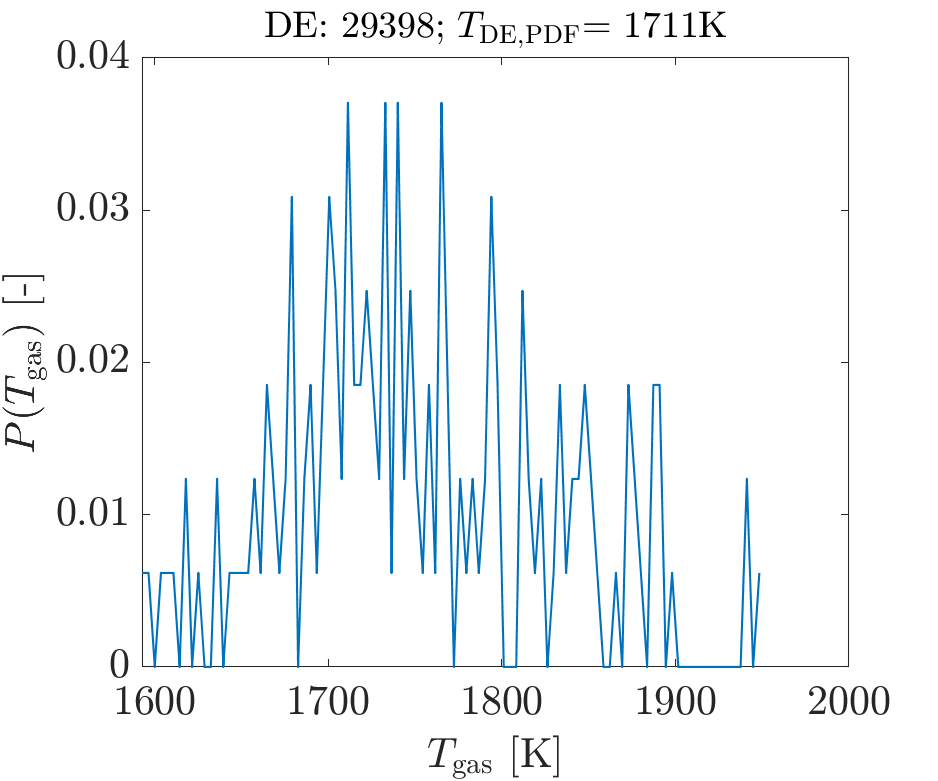 DE: 29398; T_DE,PDF= 1711K
0.04
0.03
0.02
0.01
0
P(T_gas) [-]
1600 1700 1800 1900 2000
T_gas [K]